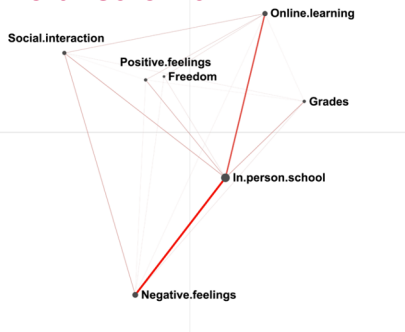 Online.learning
Social.interaction
Positive.feelings
Freedom
Grades
In.person.school
Negative.feelings